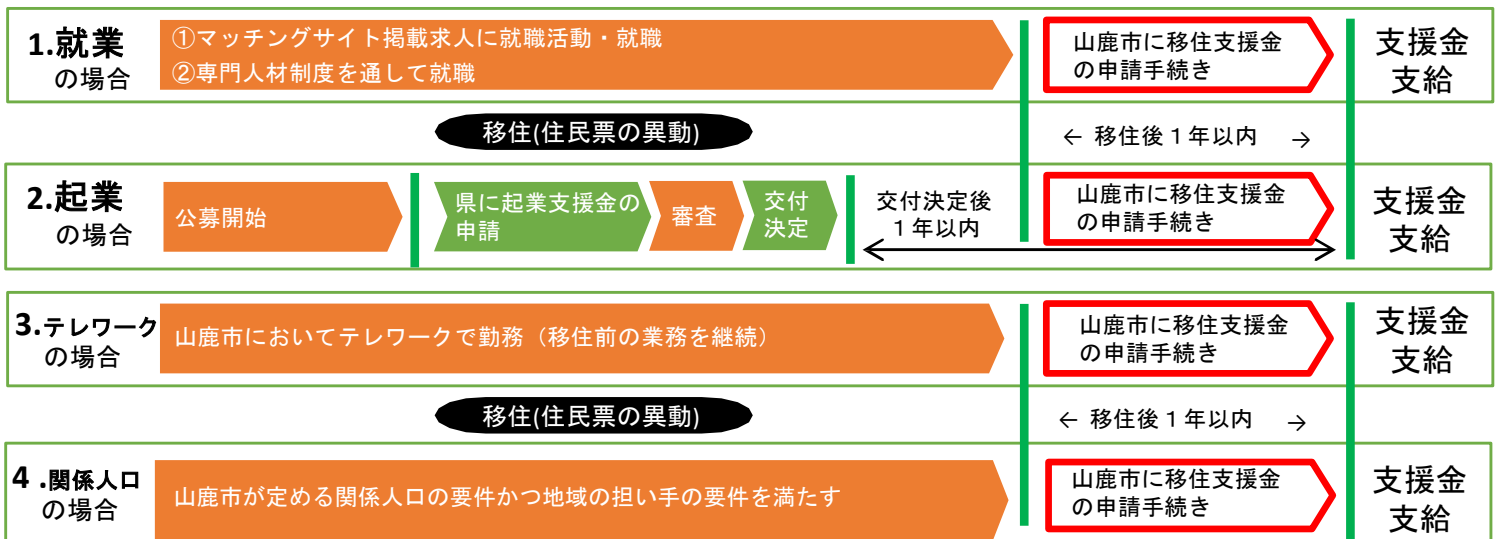 1.就業
の場合
①マッチングサイト掲載求人に就職活動・就職
②専門人材制度を通して就職
山鹿市に移住支援金
の申請手続き
支援金
支給
移住(住民票の異動)
← 移住後１年以内 →
2.起業
の場合
公募開始
県に起業支援金の
申請
審査
交付
決定
交付決定後
１年以内
山鹿市に移住支援金
の申請手続き
支援金
支給
3.テレワーク
の場合
山鹿市においてテレワークで勤務（移住前の業務を継続）
山鹿市に移住支援金
の申請手続き
支援金
支給
移住(住民票の異動)
← 移住後１年以内 →
４.関係人口
の場合
山鹿市が定める関係人口の要件かつ地域の担い手の要件を満たす
山鹿市に移住支援金
の申請手続き
支援金
支給